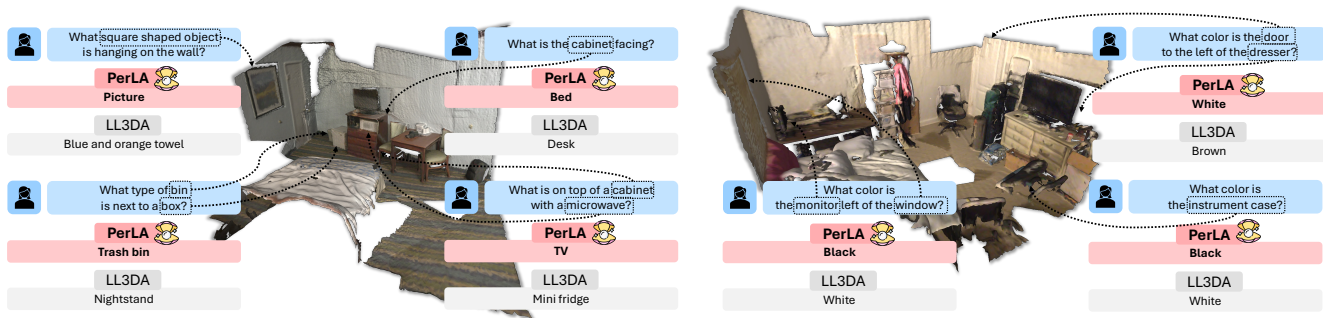 What square shaped object
is hanging on the wall?
PerLA
Picture
LL3DA
Blue and orange towel
What type of bin
is next to a box?
PerLA
Trash bin
LL3DA
Nightstand
What is the cabinet facing?
PerLA
Bed
LL3DA
Desk
What is on top of a cabinet
with a microwave?
PerLA
TV
LL3DA
Mini fridge
What color is the door
to the left of the dresser?
PerLA
White
LL3DA
Brown
What color
the monitor left of the window?
PerLA
Black
LL3DA
White
What color is
the instrument case?
PerLA
Black
LL3DA
White